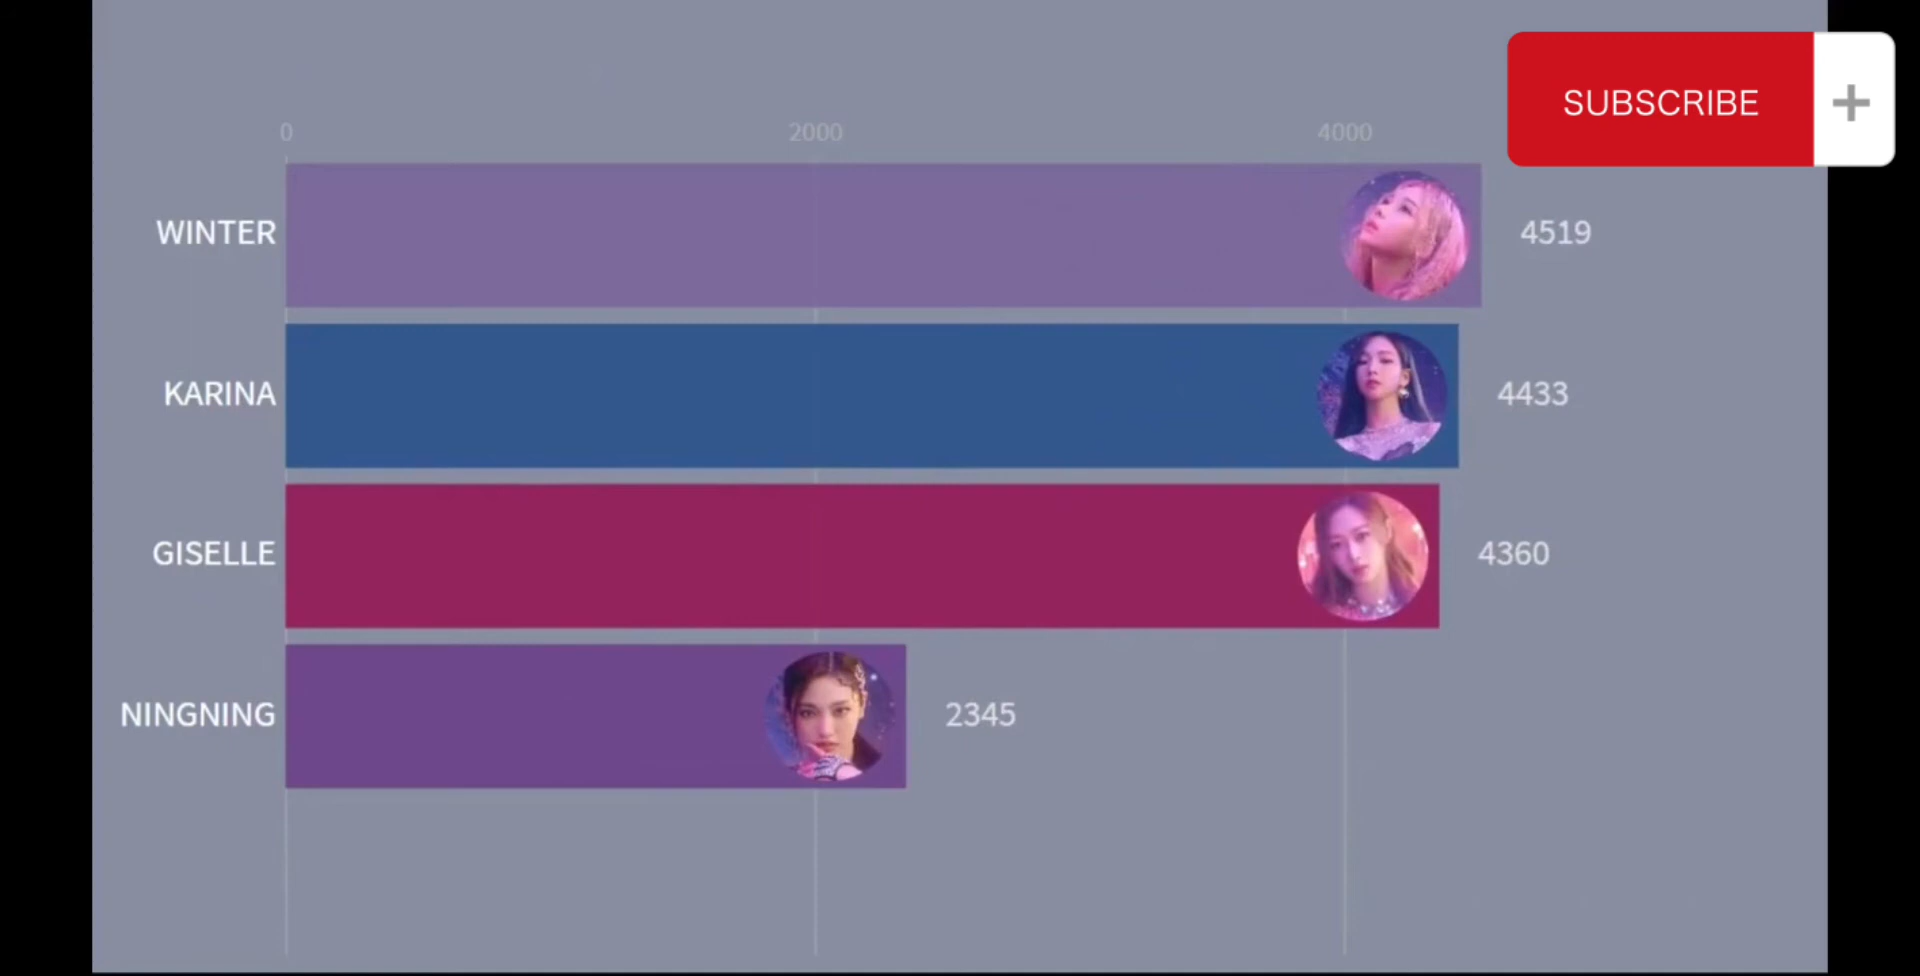 SUBSCRIBE +
0 2000 4000
WINTER 4519
KARINA 4433
GISELLE 4360
NINGNING 2345